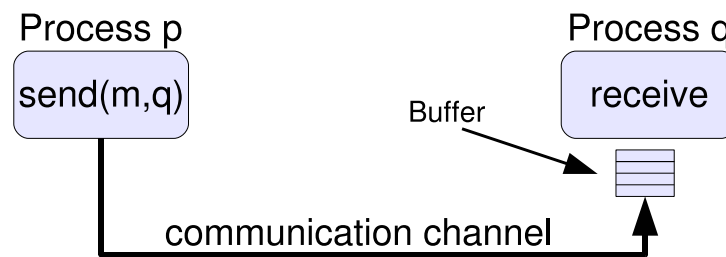 Process p
Process q
send(m,q)
receive
Buffer
communication channel